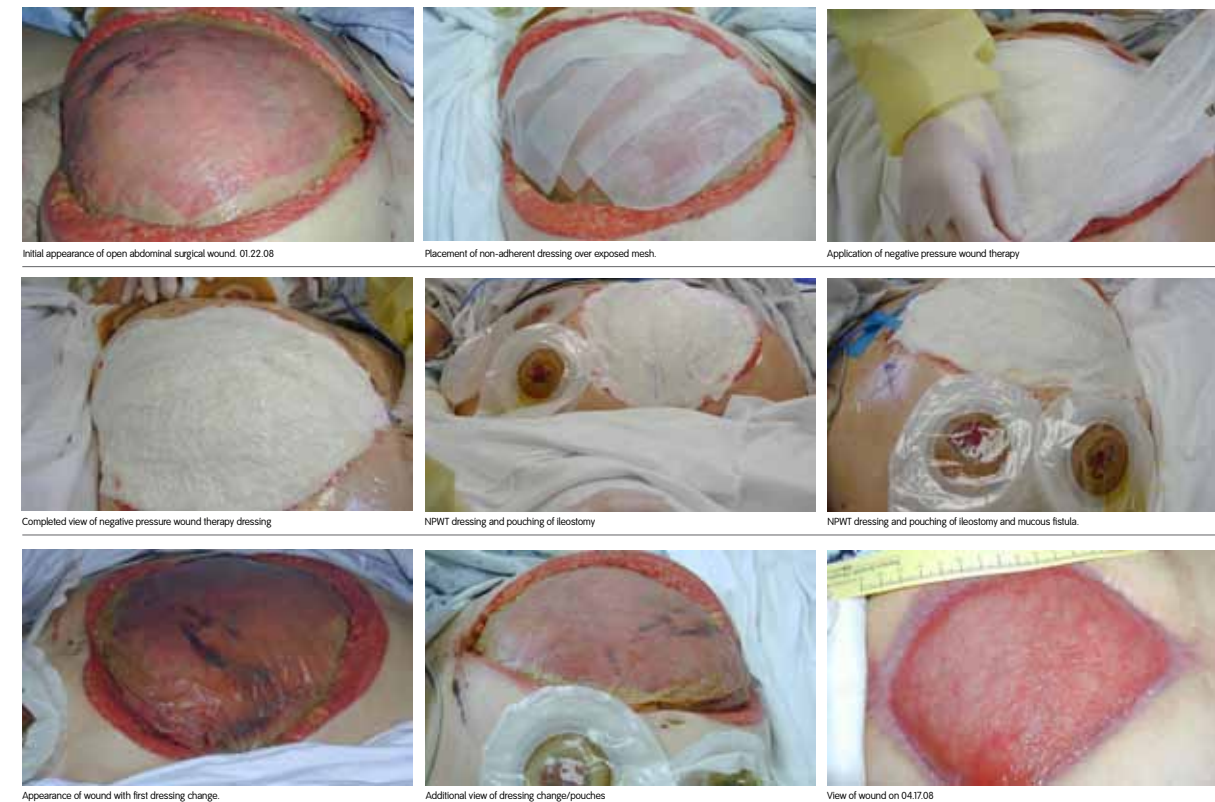 Initial appearance of open abdominal surgical wound. 01.22.08
Placement of non-adherent dressing over exposed mesh.
Application of negative pressure wound therapy
Completed view of negative pressure wound therapy dressing
NPWT dressing and pouching of ileostomy
NPWT dressing and pouching of ileostomy and mucous fistula.
Appearance of wound with first dressing change.
Additional view of dressing change/pouches
View of wound on 04.17.08